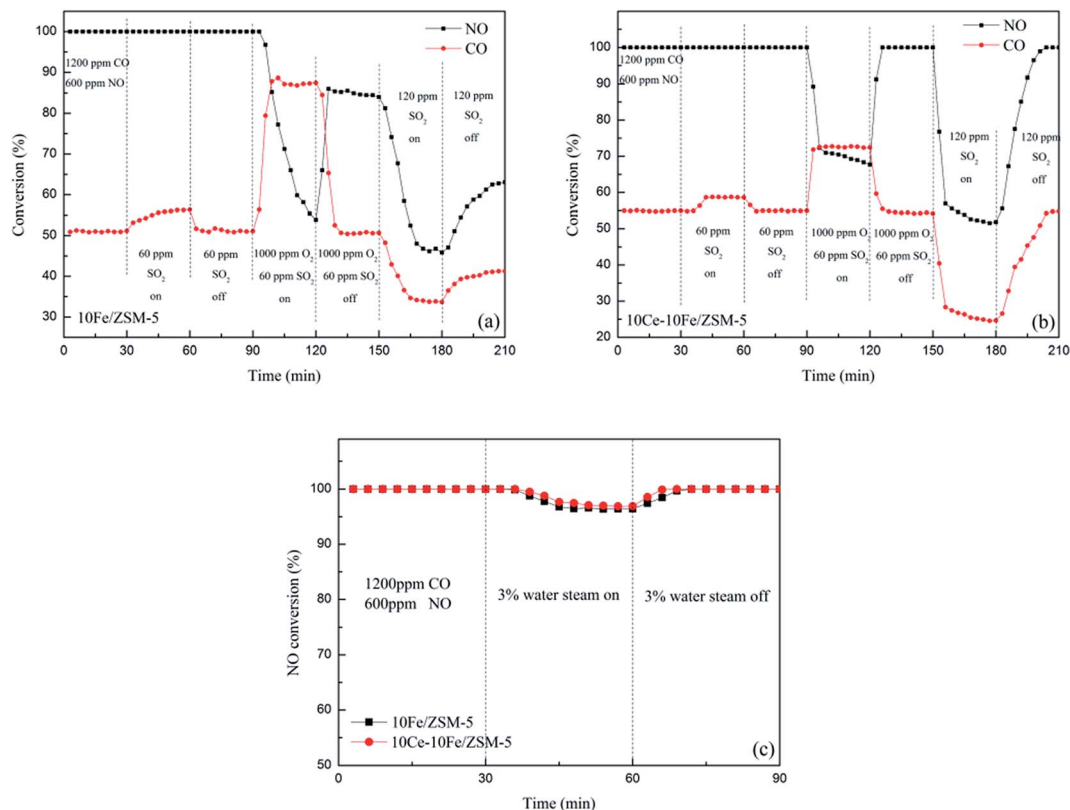 NO
CO
100
90
80
70
60
50
40
30
Conversion (%)
1200 ppm CO
600 ppm NO
60 ppm
SO2
on
60 ppm
SO2
off
1000 ppm O2
60 ppm SO2
on
1000 ppm O2
60 ppm SO2
off
120 ppm
SO2
on
120 ppm
SO2
off
10Fe/ZSM-5
(a)
0 30 60 90 120 150 180 210
Time (min)
NO
CO
100
90
80
70
60
50
40
30
20
Conversion (%)
1200 ppm CO
600 ppm NO
60 ppm
SO2
on
60 ppm
SO2
off
1000 ppm O2
60 ppm SO2
on
1000 ppm O2
60 ppm SO2
off
120 ppm
SO2
on
120 ppm
SO2
off
10Ce-10Fe/ZSM-5
(b)
0 30 60 90 120 150 180 210
Time (min)
100
90
80
70
60
50
NO conversion (%)
1200ppm CO
600ppm NO
3% water steam on
3% water steam off
10Fe/ZSM-5
10Ce-10Fe/ZSM-5
(c)
0 30 60 90
Time (min)